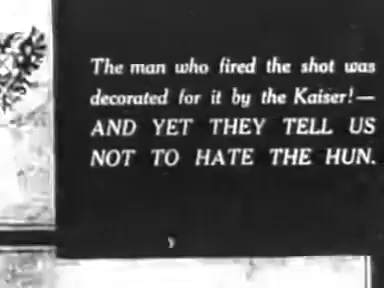 The man who fired the shot was
decorated for it by the Kaiser!—
AND YET THEY TELL US
NOT TO HATE THE HUN.